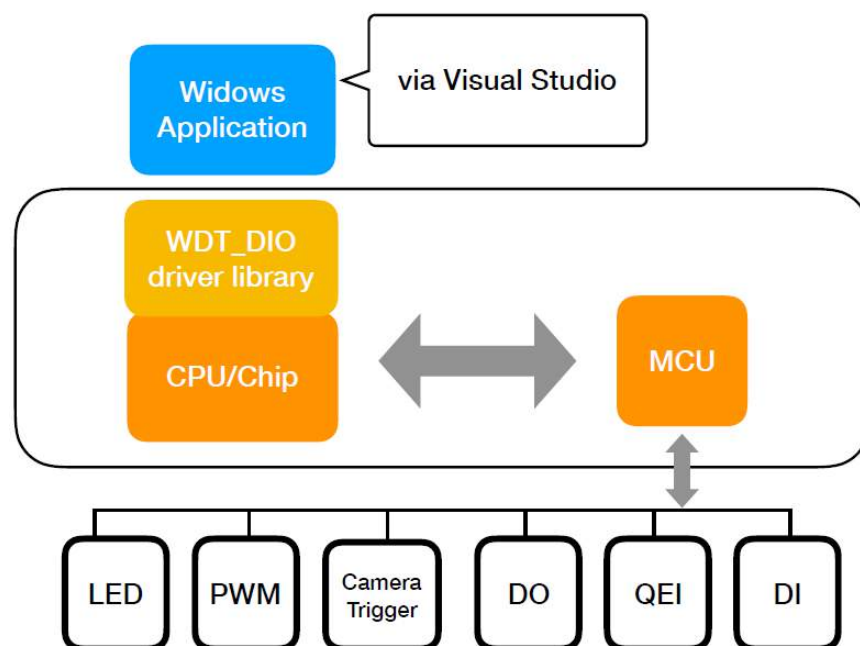 Widows
Application
via Visual Studio
WDT_DIO
driver library
CPU/Chip
MCU
LED
PWM
Camera
Trigger
DO
QEI
DI